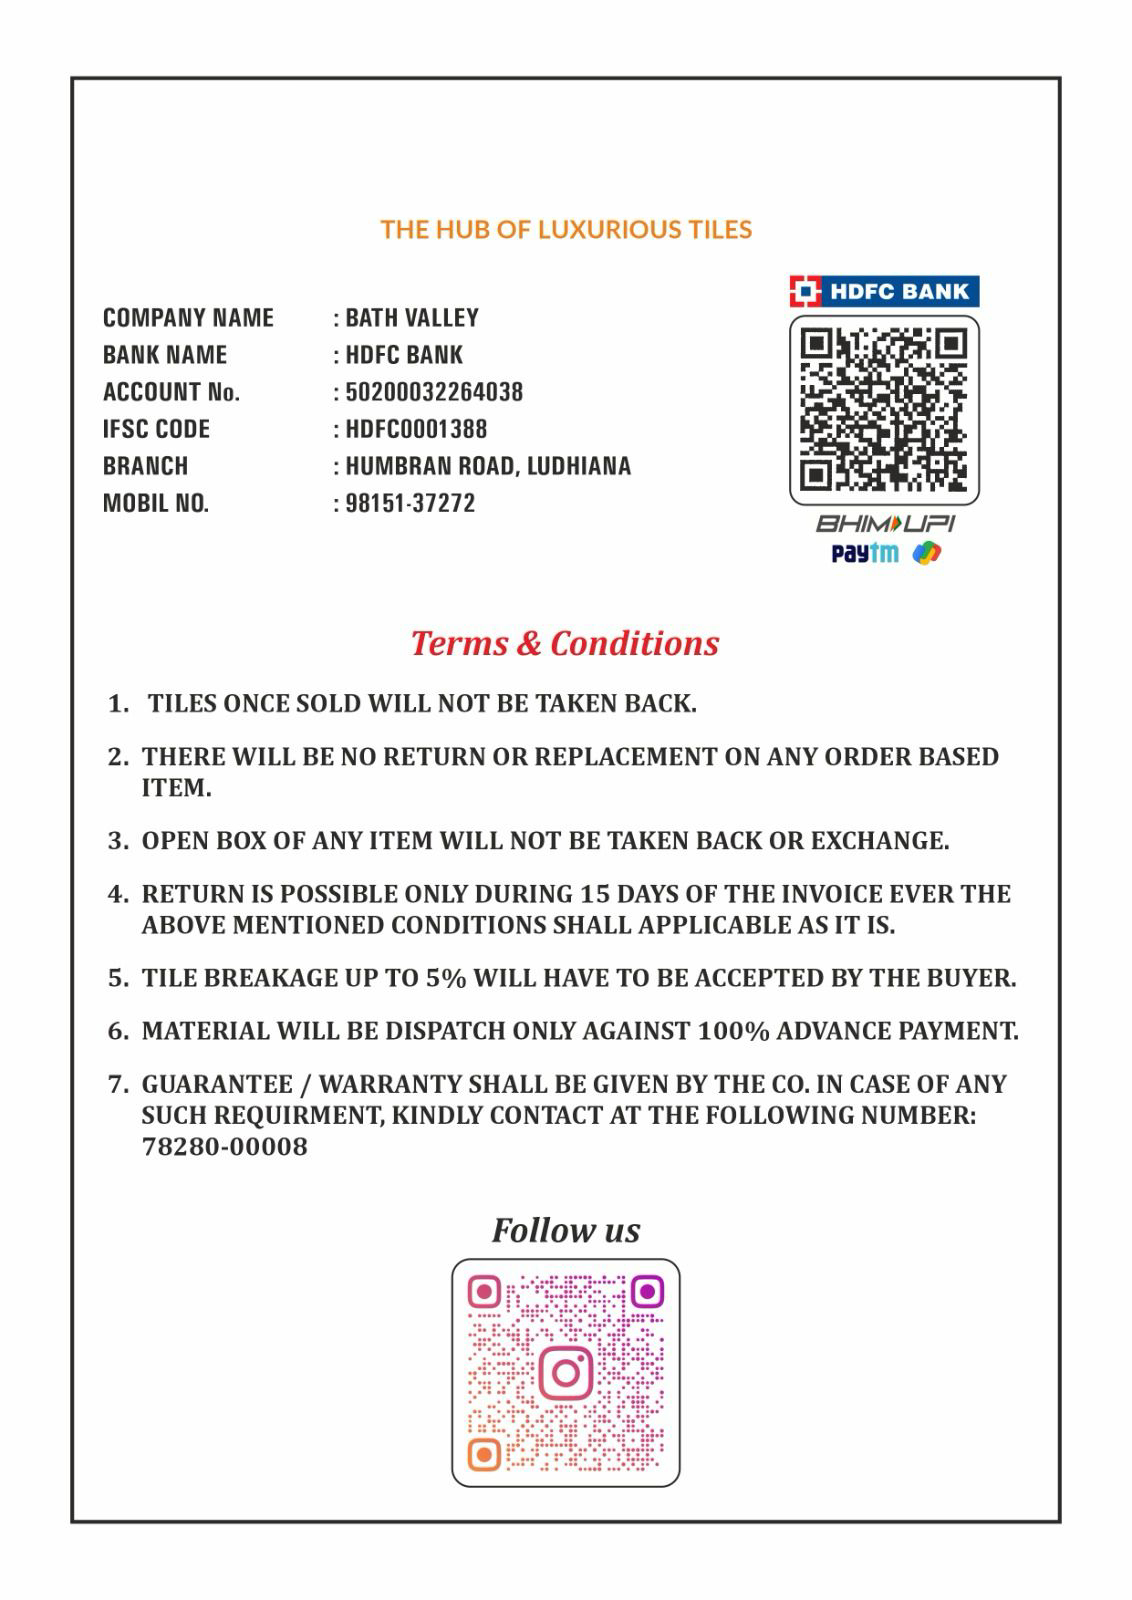 THE HUB OF LUXURIOUS TILES
HDFC BANK
COMPANY NAME : BATH VALLEY
BANK NAME : HDFC BANK
ACCOUNT No. : 50200032264038
IFSC CODE : HDFC0001388
BRANCH : HUMBRAN ROAD, LUDHIANA
MOBIL NO. : 98151-37272
BHIM UPI
paytm
Terms & Conditions
1. TILES ONCE SOLD WILL NOT BE TAKEN BACK.
2. THERE WILL BE NO RETURN OR REPLACEMENT ON ANY ORDER BASED
ITEM.
3. OPEN BOX OF ANY ITEM WILL NOT BE TAKEN BACK OR EXCHANGE.
4. RETURN IS POSSIBLE ONLY DURING 15 DAYS OF THE INVOICE EVER THE
ABOVE MENTIONED CONDITIONS SHALL APPLICABLE AS IT IS.
5. TILE BREAKAGE UP TO 5% WILL HAVE TO BE ACCEPTED BY THE BUYER.
6. MATERIAL WILL BE DISPATCH ONLY AGAINST 100% ADVANCE PAYMENT.
7. GUARANTEE / WARRANTY SHALL BE GIVEN BY THE CO. IN CASE OF ANY
SUCH REQUIRMENT, KINDLY CONTACT AT THE FOLLOWING NUMBER:
78280-00008
Follow us